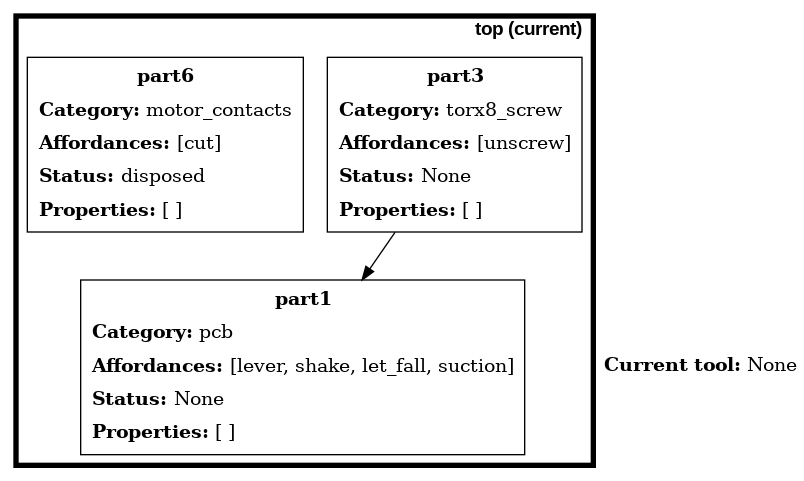 top (current)
part6
Category: motor_contacts
Affordances: [cut]
Status: disposed
Properties: [ ]
part3
Category: torx8_screw
Affordances: [unscrew]
Status: None
Properties: [ ]
part1
Category: pcb
Affordances: [lever, shake, let_fall, suction]
Status: None
Properties: [ ]
Current tool: None